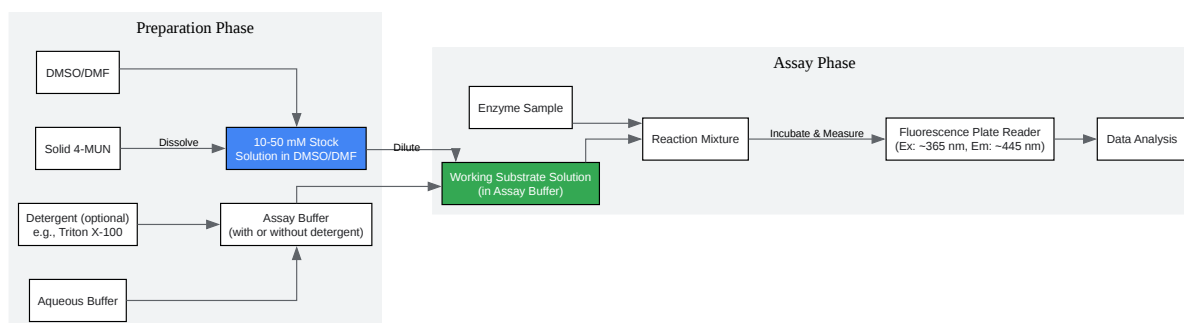 Preparation Phase
DMSO/DMF
Solid 4-MUN
Dissolve
10-50 mM Stock
Solution in DMSO/DMF
Dilute
Detergent (optional)
e.g., Triton X-100
Assay Buffer
(with or without detergent)
Aqueous Buffer
Assay Phase
Enzyme Sample
Working Substrate Solution
(in Assay Buffer)
Reaction Mixture
Incubate & Measure
Fluorescence Plate Reader
(Ex: ~365 nm, Em: ~445 nm)
Data Analysis